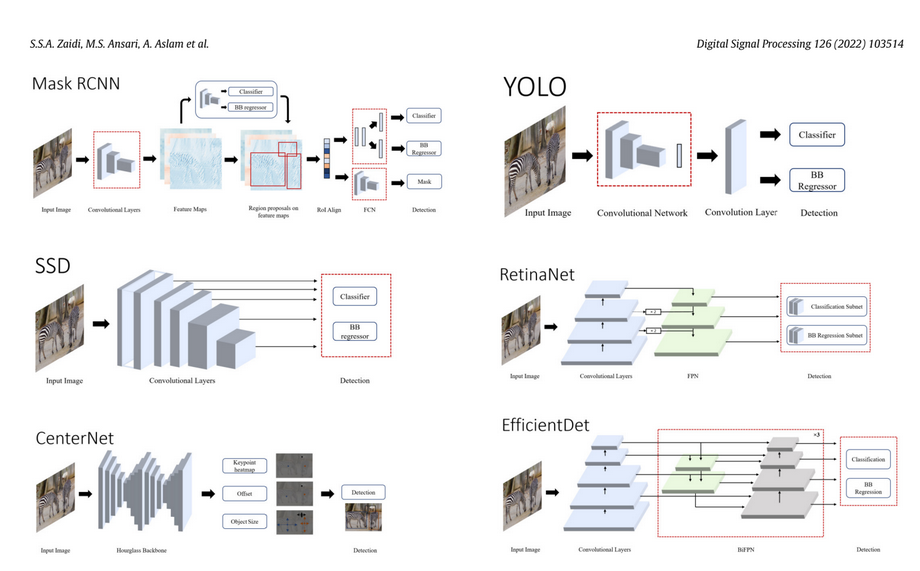 S.S.A. Zaidi, M.S. Ansari, A. Aslam et al.
Digital Signal Processing 126 (2022) 103514
Mask RCNN
Classifier
BB regressor
Classifier
BB
Regressor
Mask
Input Image
Convolutional Layers
Feature Maps
Region proposals on
feature maps
RoI Align
FCN
Detection
YOLO
Classifier
BB
Regressor
Input Image
Convolutional Network
Convolution Layer
Detection
SSD
Classifier
BB
regressor
Input Image
Convolutional Layers
Detection
RetinaNet
×2
×2
Classification Subnet
BB Regression Subnet
Input Image
Convolutional Layers
FPN
Detection
CenterNet
Keypoint
heatmap
Offset
Object Size
Detection
Input Image
Hourglass Backbone
Detection
EfficientDet
×3
Classification
BB
Regression
Input Image
Convolutional Layers
BiFPN
Detection